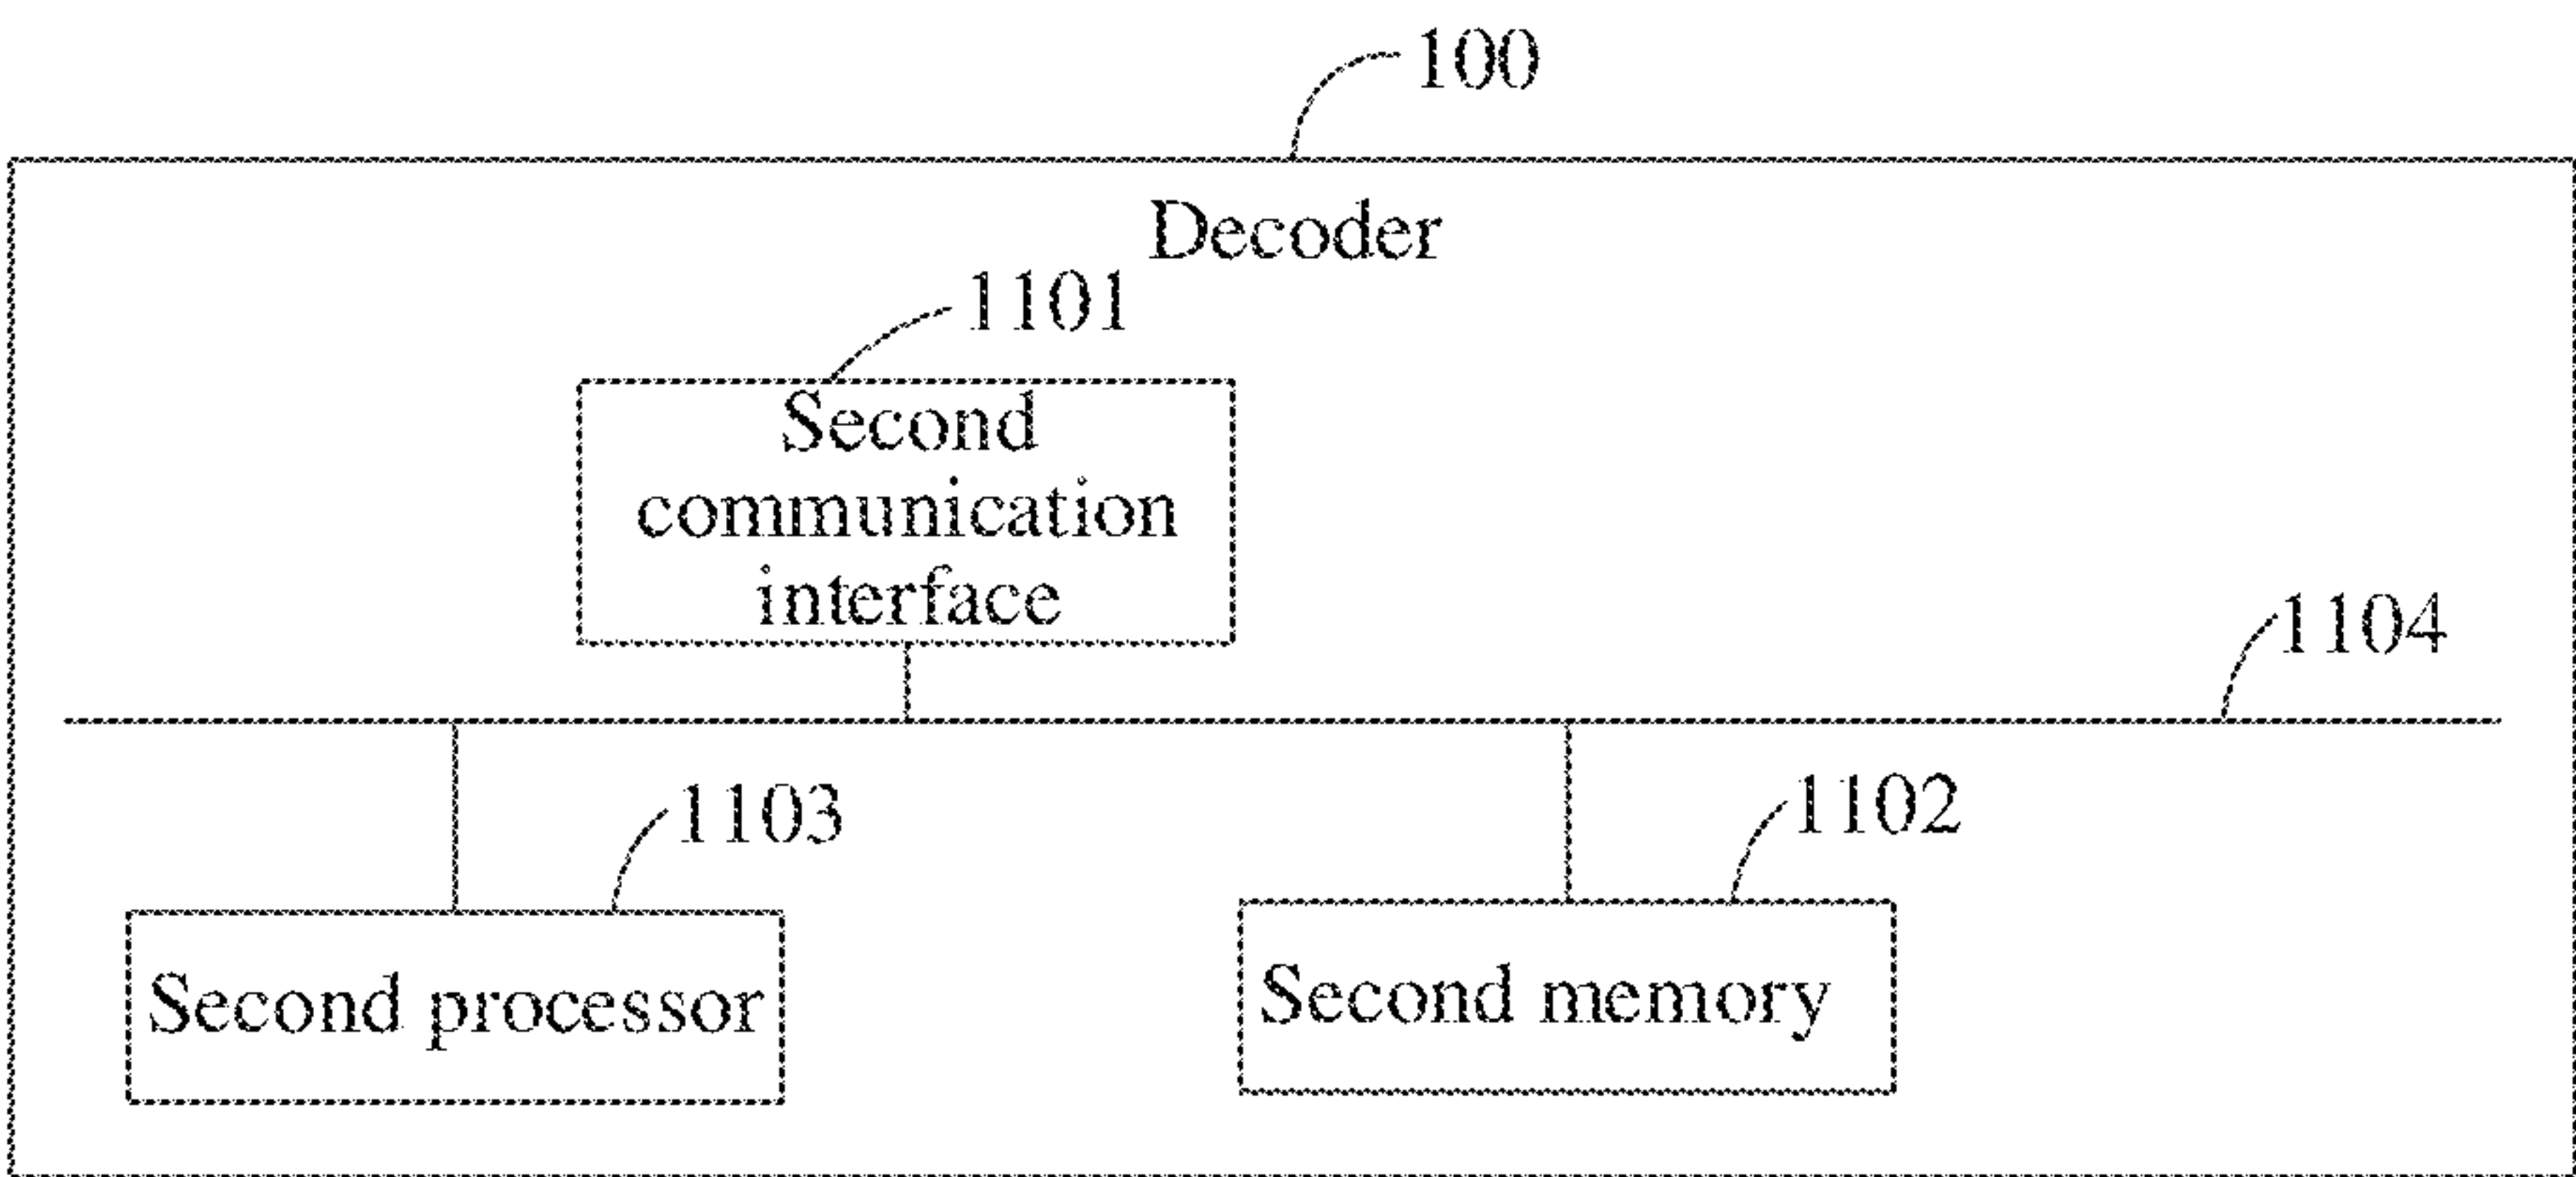 100
Decoder
1101
Second
communication
interface
1104
1103
1102
Second processor
Second memory